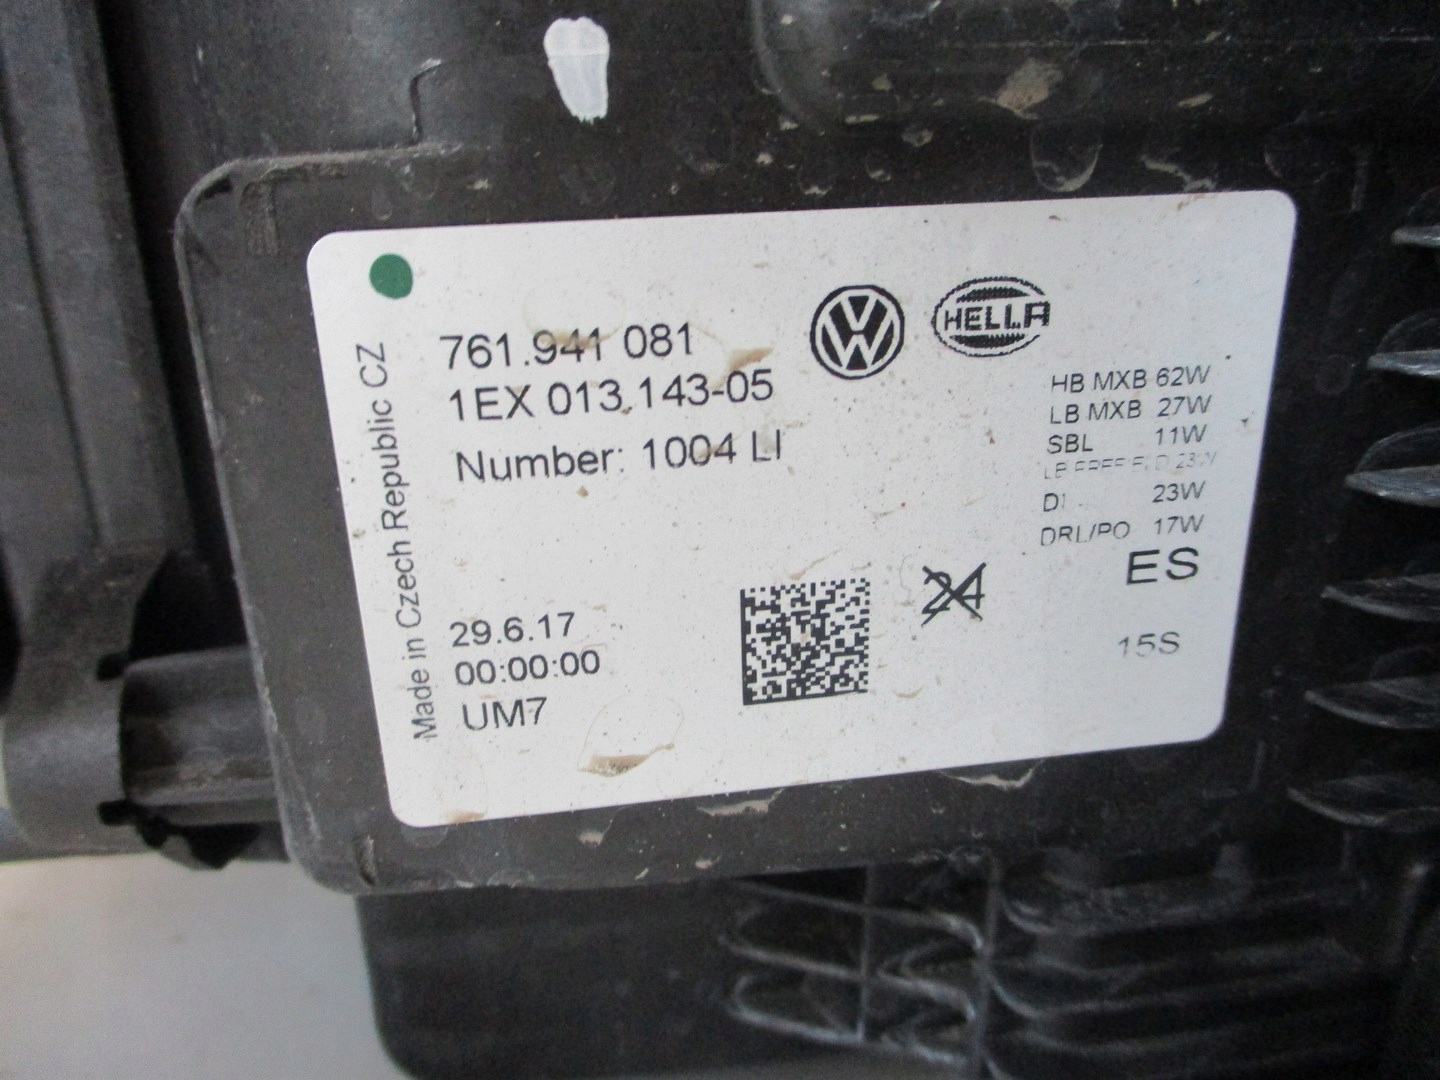 761.941 081
1EX 013.143-05
Number: 1004 LI
Made in Czech Republic CZ
HELLA
HB MXB 62W
LB MXB 27W
SBL 11W
LB 23W
23W
DRL/PO 17W
ES
24
15S
29.6.17
00:00:00
UM7